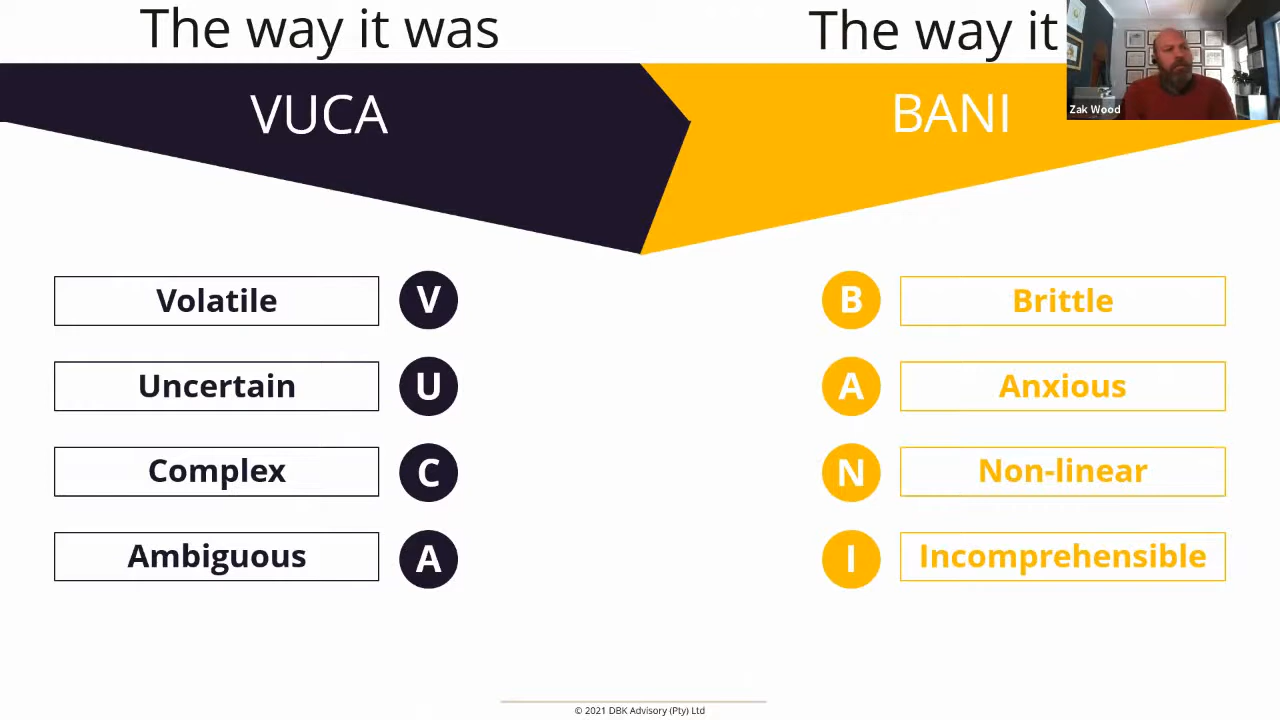 The way it was
The way it
Zak Wood
VUCA
BANI
Volatile V
Uncertain U
Complex C
Ambiguous A
B Brittle
A Anxious
N Non-linear
I Incomprehensible
© 2021 DBK Advisory (Pty) Ltd